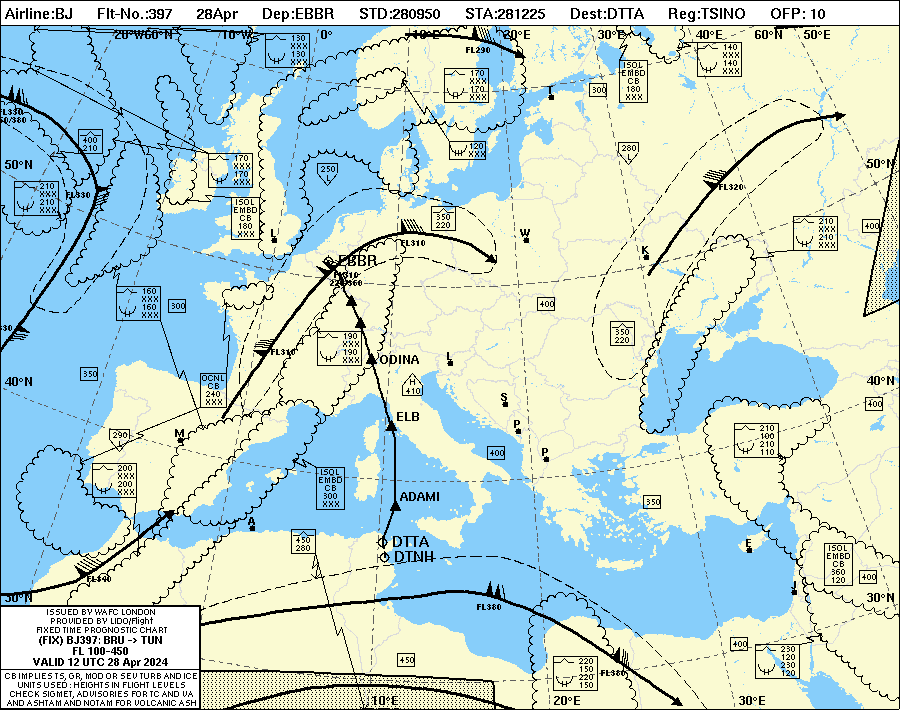 Airline:BJ Flt-No.:397 28Apr Dep:EBBR STD:280950 STA:281225 Dest:DTTA Reg:TSINO OFP: 10
20°W60°N 10°W 0° 10°E 20°E 30°E 40°E 60°N 50°E
130
XXX
130
XXX
FL290
140
XXX
140
XXX
ISOL
EMBD
CB
180
XXX
170
XXX
170
XXX
300
T
400
210
120
XXX
280
L
50°N
50°N
170
XXX
170
XXX
250
L
FL330
FL320
210
XXX
210
XXX
ISOL
EMBD
CB
180
XXX
350
220
210
XXX
210
XXX
400
L
FL310
W
K
EBBR
160
XXX
160
XXX
300
400
350
220
FL310
190
XXX
190
XXX
ODINA
L
350
OCNL
CB
240
XXX
H
410
40°N
40°N
S
400
ELB
P
290
M
210
100
210
110
400
P
200
XXX
200
XXX
ISOL
EMBD
CB
300
XXX
ADAMI
350
A
450
280
DTTA
DTNH
E
ISOL
EMBD
CB
360
120
400
FL340
J
30°N
30°N
FL380
ISSUED BY WAFC LONDON
PROVIDED BY LIDO/Flight
FIXED TIME PROGNOSTIC CHART
(FIX) BJ397: BRU -> TUN
FL 100-450
VALID 12 UTC 28 Apr 2024
CB IMPLIES TS, GR, MOD OR SEV TURB AND ICE
UNITS USED : HEIGHTS IN FLIGHT LEVELS
CHECK SIGMET, ADVISORIES FOR TC AND VA
AND ASHTAM AND NOTAM FOR VOLCANIC ASH
450
400
220
150
220
150
FL380
230
120
230
120
10°E 20°E 30°E